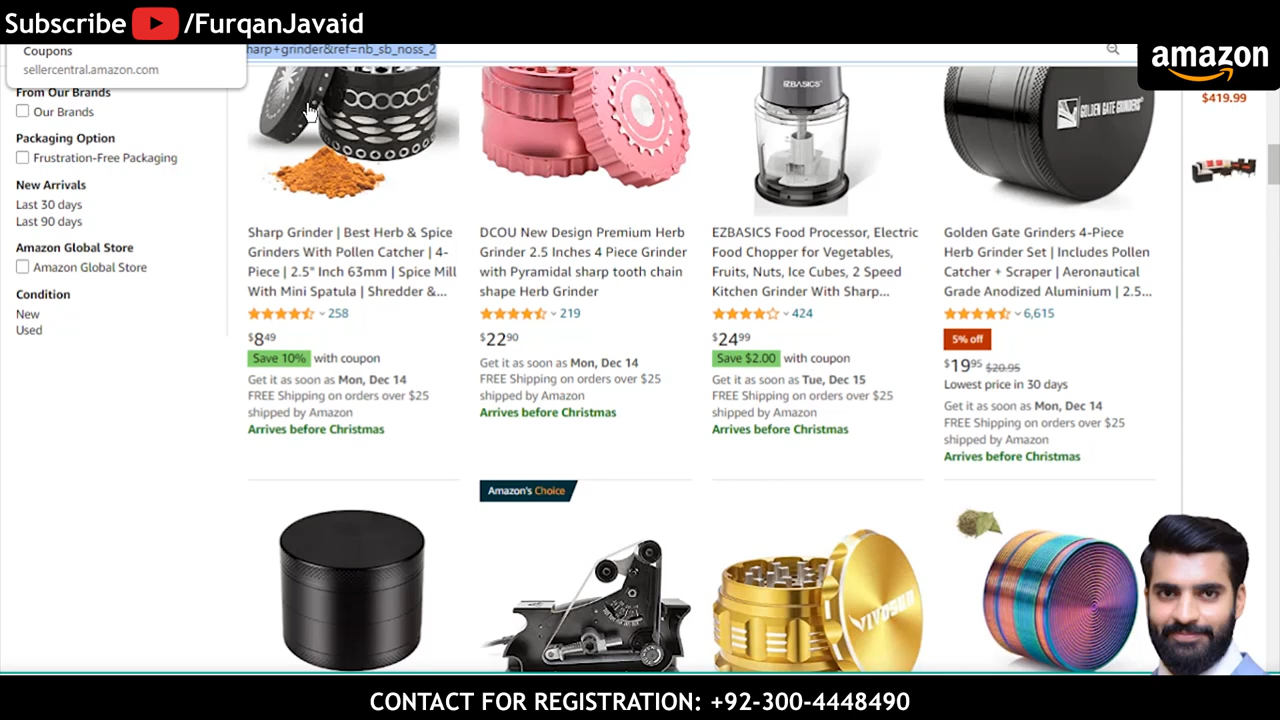 Subscribe /FurqanJavaid
Coupons
sellercentral.amazon.com
harp+grinder&ref=nb_sb_noss_2
amazon
$419.99
From Our Brands
Our Brands
Packaging Option
Frustration-Free Packaging
New Arrivals
Last 30 days
Last 90 days
Amazon Global Store
Amazon Global Store
Condition
New
Used
IZBASICS
GOLDEN GATE GRINDERS
Sharp Grinder | Best Herb & Spice
Grinders With Pollen Catcher | 4-
Piece | 2.5" Inch 63mm | Spice Mill
With Mini Spatula | Shredder &...
258
$8 49
Save 10% with coupon
Get it as soon as Mon, Dec 14
FREE Shipping on orders over $25
shipped by Amazon
Arrives before Christmas
DCOU New Design Premium Herb
Grinder 2.5 Inches 4 Piece Grinder
with Pyramidal sharp tooth chain
shape Herb Grinder
219
$22 90
Get it as soon as Mon, Dec 14
FREE Shipping on orders over $25
shipped by Amazon
Arrives before Christmas
EZBASICS Food Processor, Electric
Food Chopper for Vegetables,
Fruits, Nuts, Ice Cubes, 2 Speed
Kitchen Grinder With Sharp...
424
$24 99
Save $2.00 with coupon
Get it as soon as Tue, Dec 15
FREE Shipping on orders over $25
shipped by Amazon
Arrives before Christmas
Golden Gate Grinders 4-Piece
Herb Grinder Set | Includes Pollen
Catcher + Scraper | Aeronautical
Grade Anodized Aluminium | 2.5...
6,615
5% off
$19 95 $20.95
Lowest price in 30 days
Get it as soon as Mon, Dec 14
FREE Shipping on orders over $25
shipped by Amazon
Arrives before Christmas
Amazon's Choice
VIVOSUN
CONTACT FOR REGISTRATION: +92-300-4448490